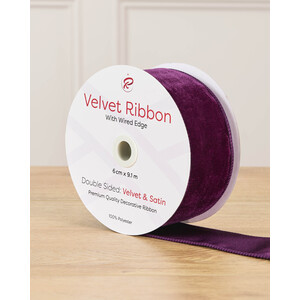 R
Velvet Ribbon
With Wired Edge
6 cm x 9.1 m
Double Sided: Velvet & Satin
Premium Quality Decorative Ribbon
100% Polyester